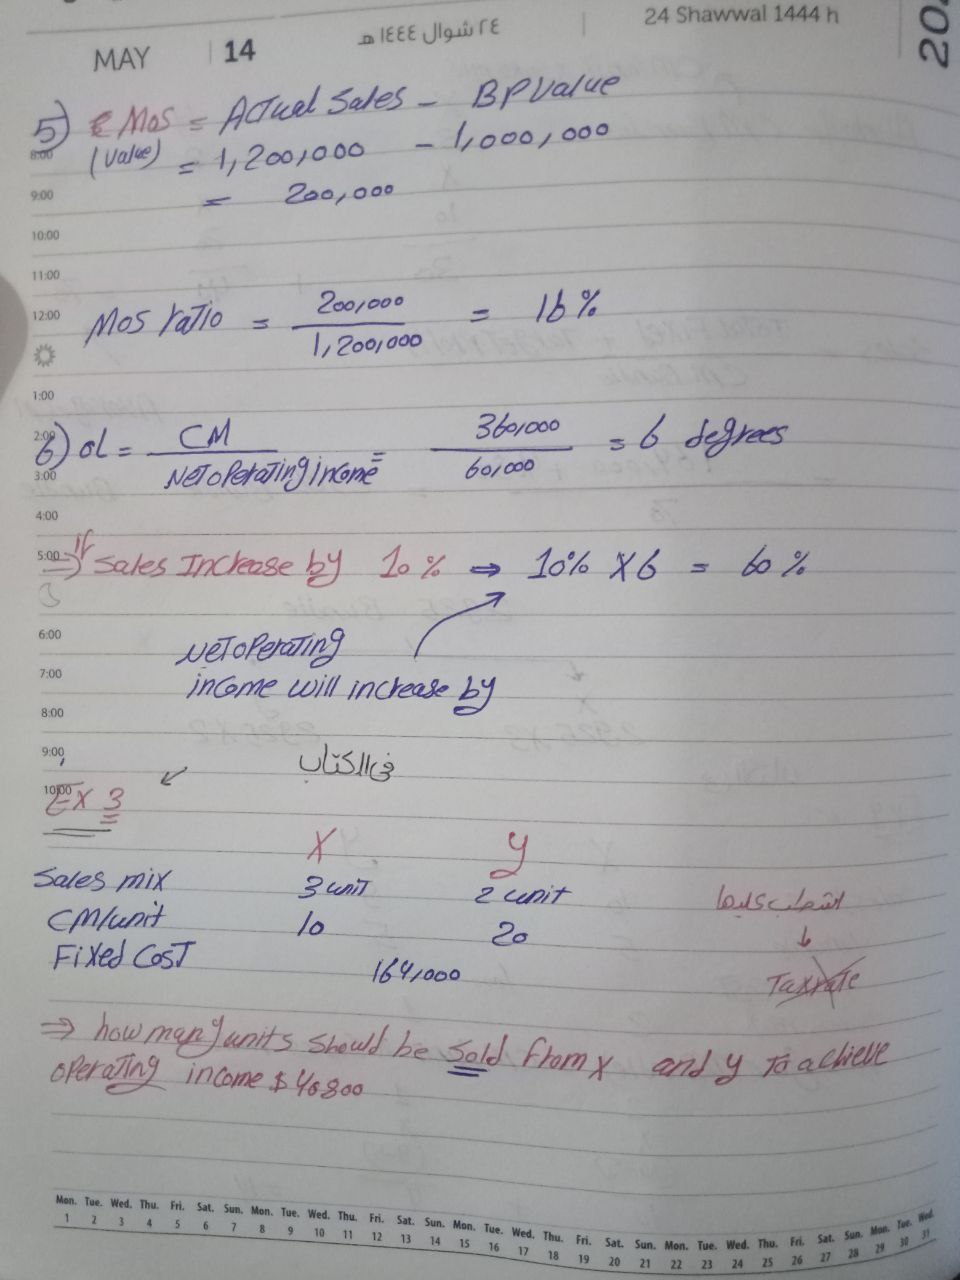 MAY 14 ٢٤ شوال ١٤٤٤ هـ 24 Shawwal 1444 h
5) MOS = Actual Sales - BP Value
8:00 (Value) = 1,200,000 - 1,000,000
9:00 = 200,000
10:00
11:00
12:00 MOS ratio = 200,000 / 1,200,000 = 16%
1:00
2:00
6) OL = CM / Net operating income = 360,000 / 60,000 = 6 degrees
3:00
4:00
5:00 ⇒ if Sales Increase by 10% ⇒ 10% X 6 = 60%
6:00 Net operating
7:00 income will increase by
8:00
9:00 في الكتاب
10:00 Ex 3
X y
Sales mix 3 unit 2 unit
CM/unit 10 20
Fixed Cost 164,000
Tax rate
⇒ how many units should be sold from X and y To achieve
operating income $ 40800
Mon. Tue. Wed. Thu. Fri. Sat. Sun. Mon. Tue. Wed. Thu. Fri. Sat. Sun. Mon. Tue. Wed. Thu. Fri. Sat. Sun. Mon. Tue. Wed. Thu. Fri. Sat. Sun. Mon. Tue. Wed.
1 2 3 4 5 6 7 8 9 10 11 12 13 14 15 16 17 18 19 20 21 22 23 24 25 26 27 28 29 30 31